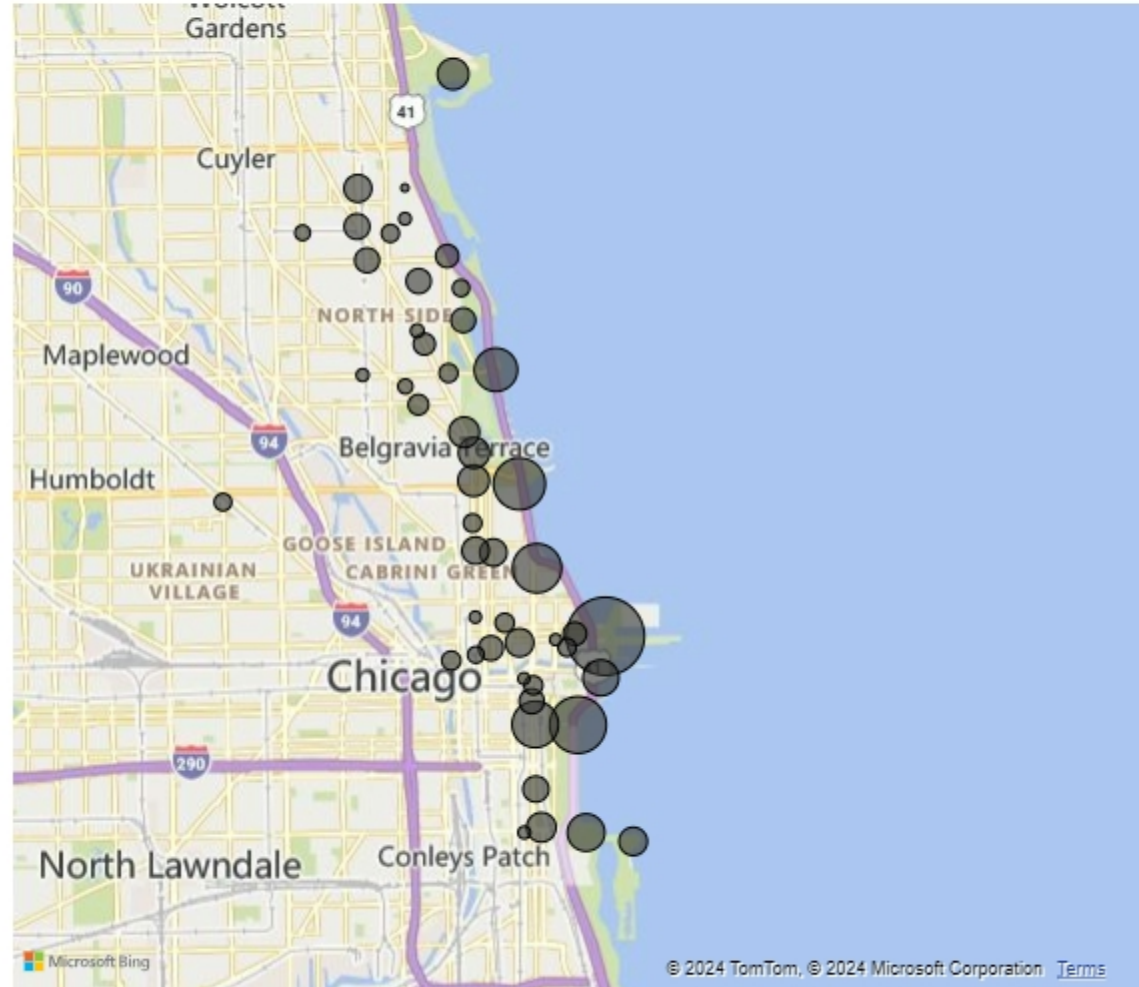 Wolcott
Gardens
41
Cuyler
90
NORTH SIDE
Maplewood
94
Belgravia Terrace
Humboldt
GOOSE ISLAND
CABRINI GREEN
UKRAINIAN
VILLAGE
94
Chicago
290
North Lawndale
Conleys Patch
Microsoft Bing
© 2024 TomTom, © 2024 Microsoft Corporation Terms